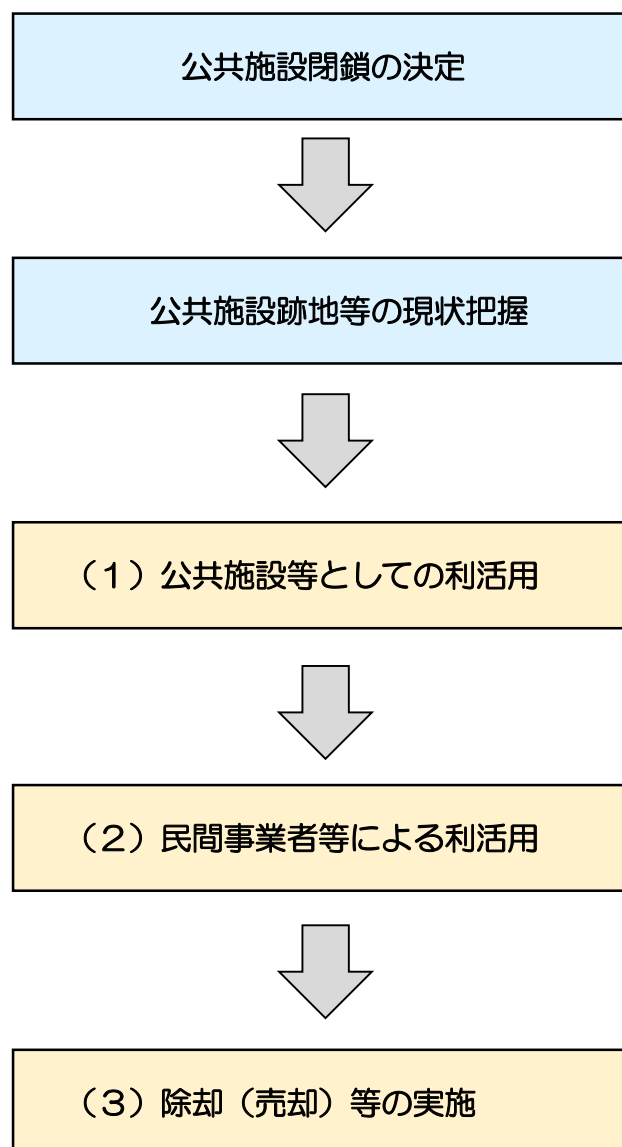 公共施設閉鎖の決定
公共施設跡地等の現状把握
（１）公共施設等としての利活用
（２）民間事業者等による利活用
（３）除却（売却）等の実施